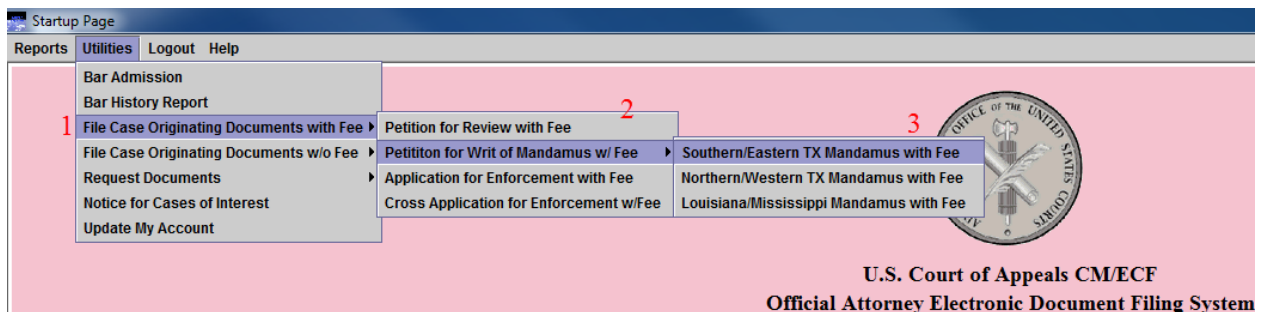 Startup Page
Reports Utilities Logout Help
Bar Admission
Bar History Report
2
1 File Case Originating Documents with Fee Petition for Review with Fee
3
File Case Originating Documents w/o Fee Petititon for Writ of Mandamus w/ Fee Southern/Eastern TX Mandamus with Fee
Request Documents Application for Enforcement with Fee Northern/Western TX Mandamus with Fee
Notice for Cases of Interest Cross Application for Enforcement w/Fee Louisiana/Mississippi Mandamus with Fee
Update My Account
OFFICE OF THE UNITED STATES COURTS
U.S. Court of Appeals CM/ECF
Official Attorney Electronic Document Filing System